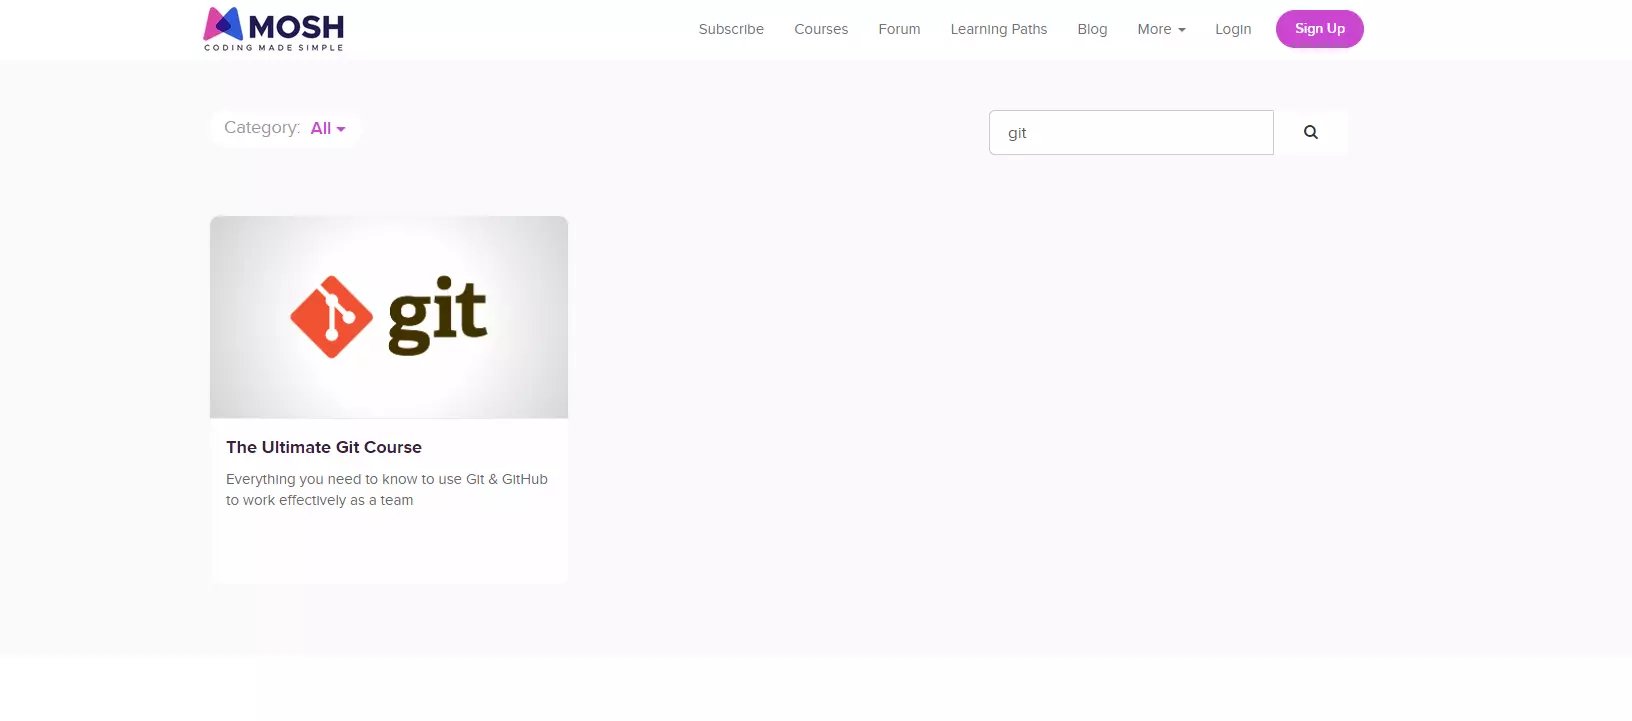 MOSH
CODING MADE SIMPLE
Subscribe Courses Forum Learning Paths Blog More Login Sign Up
Category: All
git
git
The Ultimate Git Course
Everything you need to know to use Git & GitHub
to work effectively as a team